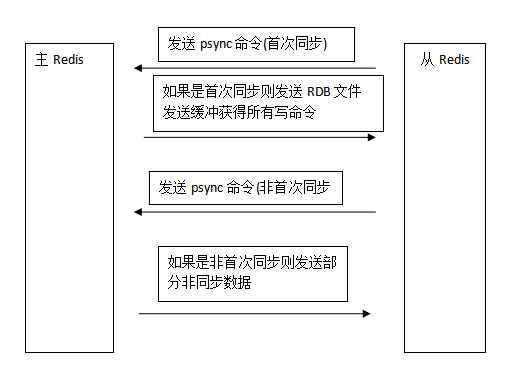 发送 psync 命令(首次同步)
主 Redis
从 Redis
如果是首次同步则发送 RDB 文件
发送缓冲获得所有写命令
发送 psync 命令(非首次同步
如果是非首次同步则发送部
分非同步数据